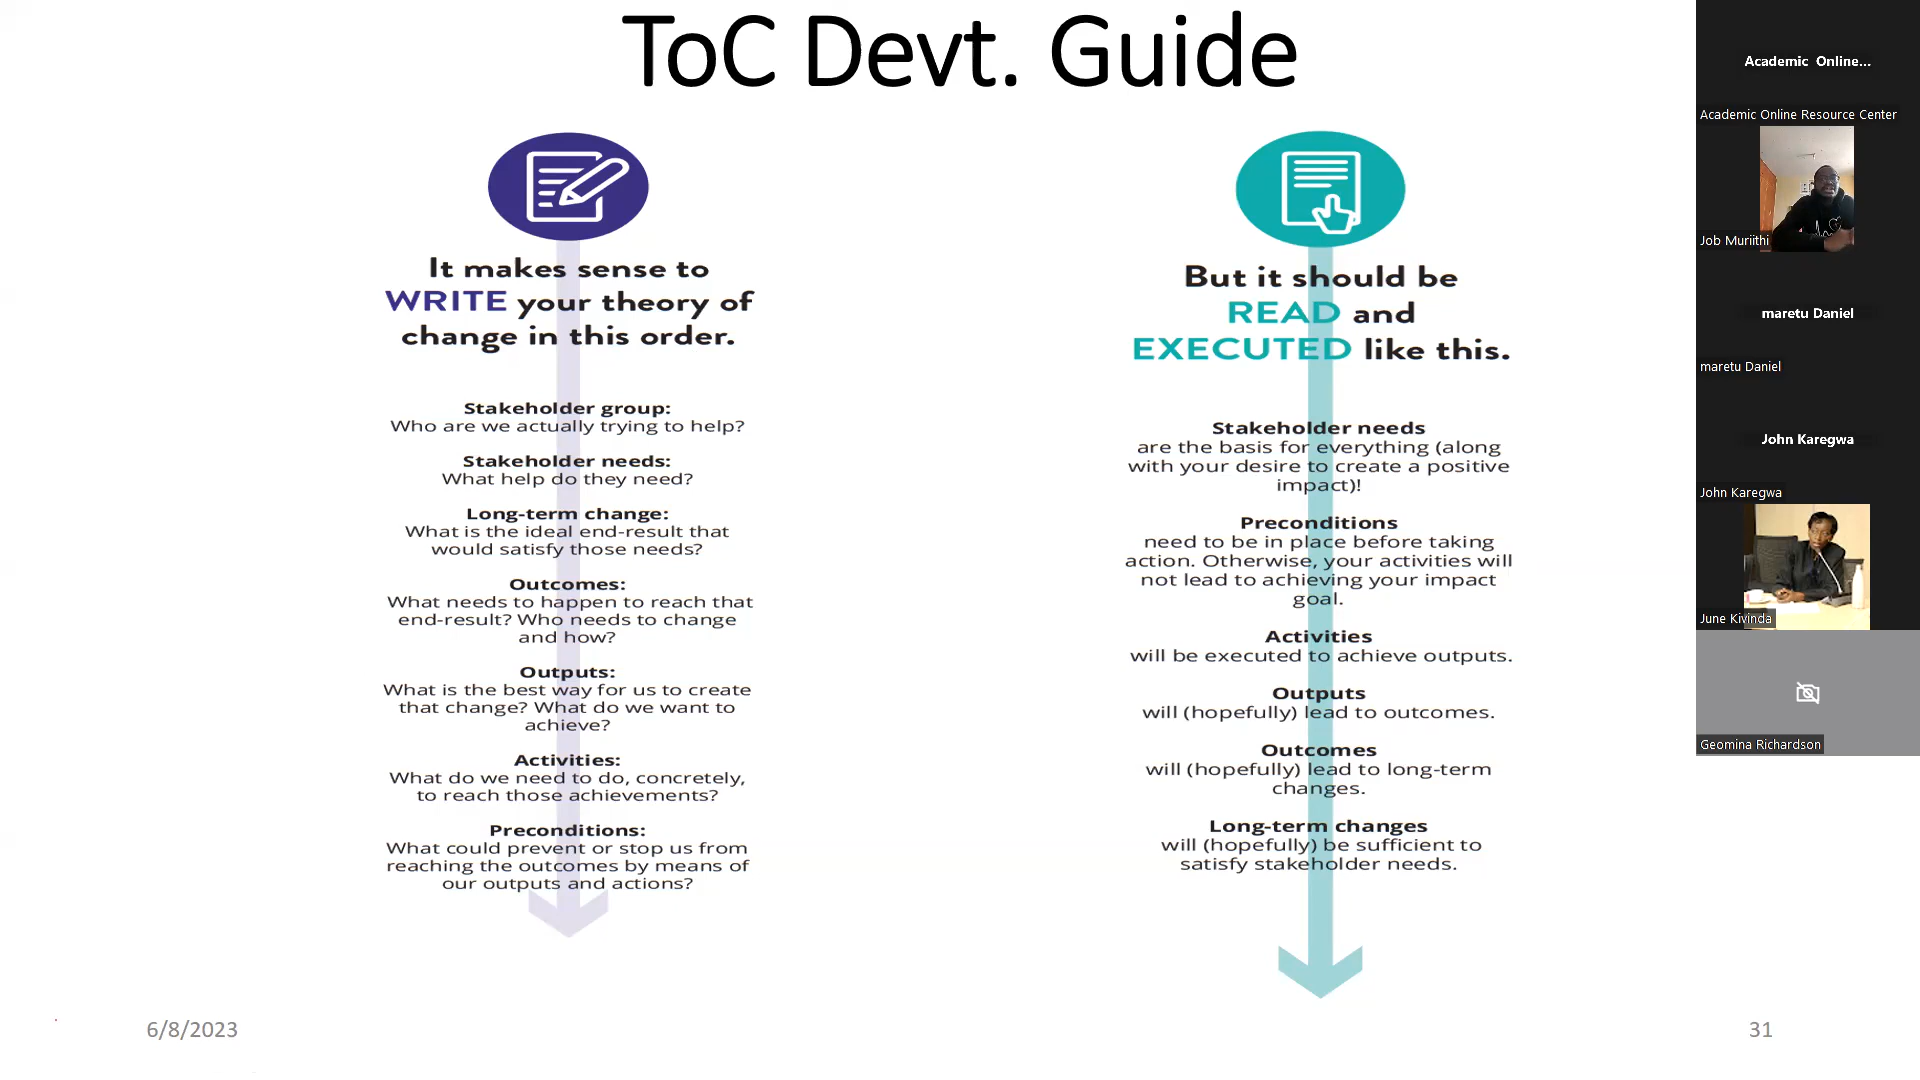 ToC Devt. Guide
It makes sense to
WRITE your theory of
change in this order.
Stakeholder group:
Who are we actually trying to help?
Stakeholder needs:
What help do they need?
Long-term change:
What is the ideal end-result that
would satisfy those needs?
Outcomes:
What needs to happen to reach that
end-result? Who needs to change
and how?
Outputs:
What is the best way for us to create
that change? What do we want to
achieve?
Activities:
What do we need to do, concretely,
to reach those achievements?
Preconditions:
What could prevent or stop us from
reaching the outcomes by means of
our outputs and actions?
But it should be
READ and
EXECUTED like this.
Stakeholder needs
are the basis for everything (along
with your desire to create a positive
impact)!
Preconditions
need to be in place before taking
action. Otherwise, your activities will
not lead to achieving your impact
goal.
Activities
will be executed to achieve outputs.
Outputs
will (hopefully) lead to outcomes.
Outcomes
will (hopefully) lead to long-term
changes.
Long-term changes
will (hopefully) be sufficient to
satisfy stakeholder needs.
6/8/2023
31
Academic Online...
Academic Online Resource Center
Job Muriithi
maretu Daniel
maretu Daniel
John Karegwa
John Karegwa
June Kivinda
Geomina Richardson